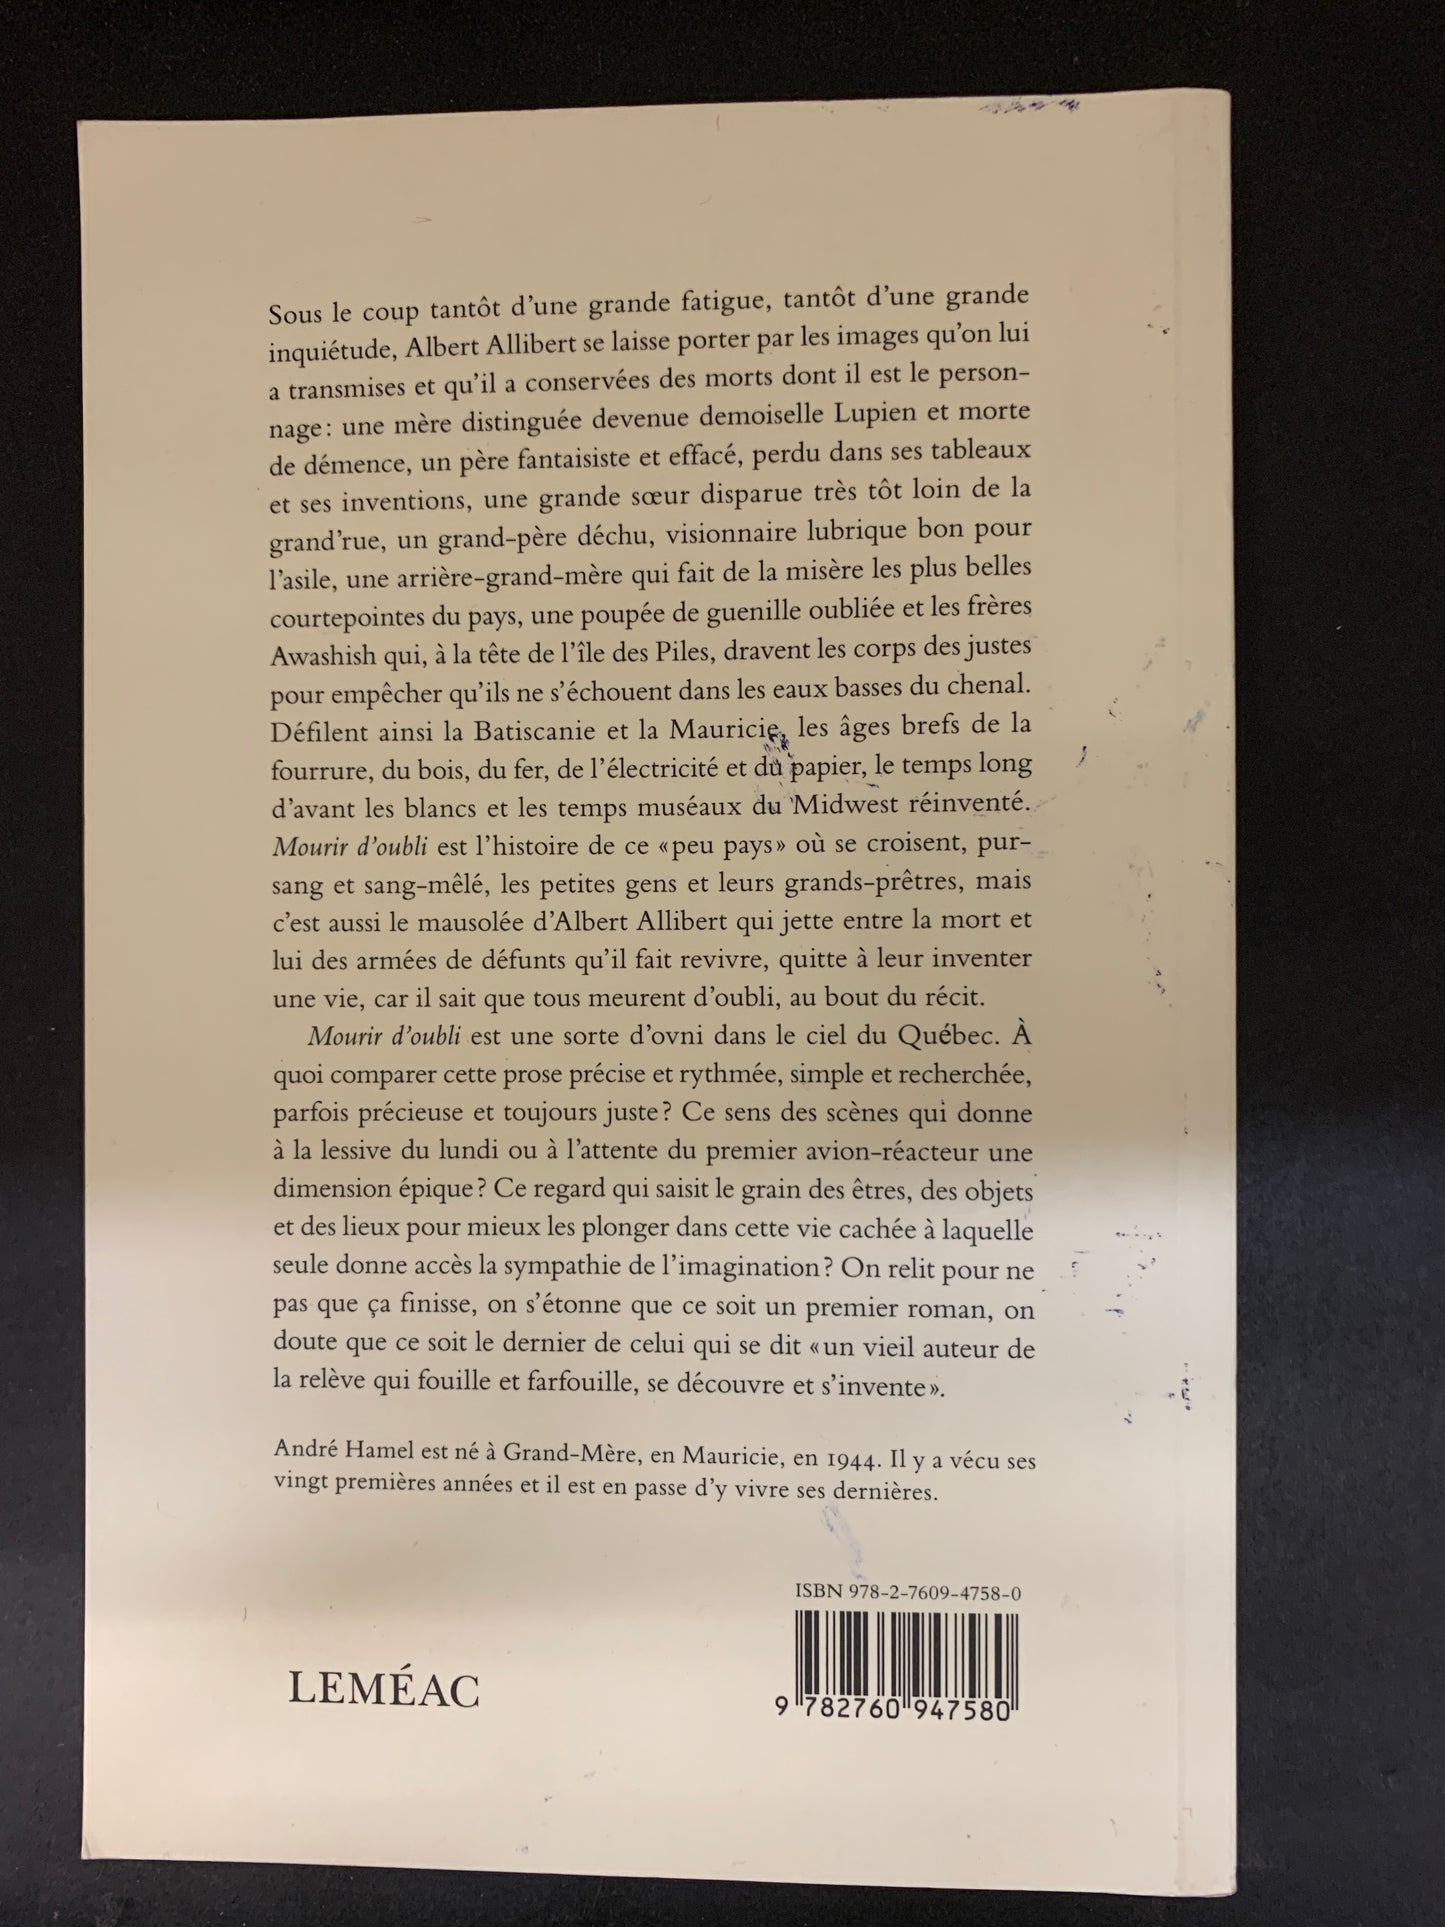 Sous le coup tantôt d’une grande fatigue, tantôt d’une grande
inquiétude, Albert Allibert se laisse porter par les images qu’on lui
a transmises et qu’il a conservées des morts dont il est le person-
nage : une mère distinguée devenue demoiselle Lupien et morte
de démence, un père fantaisiste et effacé, perdu dans ses tableaux
et ses inventions, une grande sœur disparue très tôt loin de la
grand’rue, un grand-père déchu, visionnaire lubrique bon pour
l’asile, une arrière-grand-mère qui fait de la misère les plus belles
courtepointes du pays, une poupée de guenille oubliée et les frères
Awashish qui, à la tête de l’île des Piles, dravent les corps des justes
pour empêcher qu’ils ne s’échouent dans les eaux basses du chenal.
Défilent ainsi la Batiscanie et la Mauricie, les âges brefs de la
fourrure, du bois, du fer, de l’électricité et du papier, le temps long
d’avant les blancs et les temps muséaux du Midwest réinventé.
Mourir d’oubli est l’histoire de ce « peu pays » où se croisent, pur-
sang et sang-mêlé, les petites gens et leurs grands-prêtres, mais
c’est aussi le mausolée d’Albert Allibert qui jette entre la mort et
lui des armées de défunts qu’il fait revivre, quitte à leur inventer
une vie, car il sait que tous meurent d’oubli, au bout du récit.
Mourir d’oubli est une sorte d’ovni dans le ciel du Québec. À
quoi comparer cette prose précise et rythmée, simple et recherchée,
parfois précieuse et toujours juste ? Ce sens des scènes qui donne
à la lessive du lundi ou à l’attente du premier avion-réacteur une
dimension épique ? Ce regard qui saisit le grain des êtres, des objets
et des lieux pour mieux les plonger dans cette vie cachée à laquelle
seule donne accès la sympathie de l’imagination ? On relit pour ne
pas que ça finisse, on s’étonne que ce soit un premier roman, on
doute que ce soit le dernier de celui qui se dit « un vieil auteur de
la relève qui fouille et farfouille, se découvre et s’invente ».
André Hamel est né à Grand-Mère, en Mauricie, en 1944. Il y a vécu ses
vingt premières années et il est en passe d’y vivre ses dernières.
ISBN 978-2-7609-4758-0
LEMÉAC
9 782760 947580